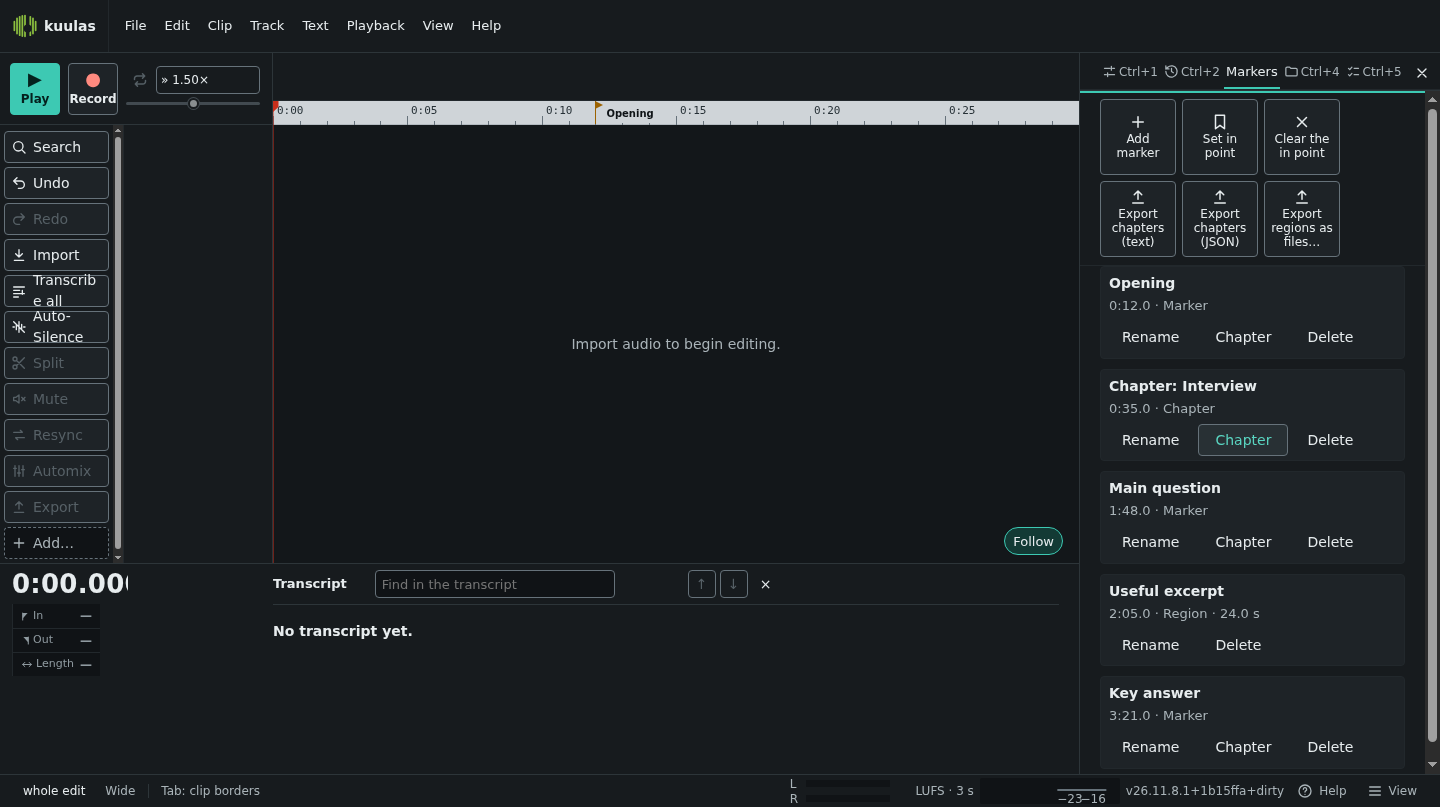 kuulas
File Edit Clip Track Text Playback View Help
Play
Record
» 1.50×
Ctrl+1 Ctrl+2 Markers Ctrl+4 Ctrl+5
0:00 0:05 0:10 0:15 0:20 0:25
Opening
Search
Undo
Redo
Import
Transcrib
e all
Auto-
Silence
Split
Mute
Resync
Automix
Export
Add…
Import audio to begin editing.
Follow
Add
marker
Set in
point
Clear the
in point
Export
chapters
(text)
Export
chapters
(JSON)
Export
regions as
files…
Opening
0:12.0 · Marker
Rename Chapter Delete
Chapter: Interview
0:35.0 · Chapter
Rename Chapter Delete
Main question
1:48.0 · Marker
Rename Chapter Delete
Useful excerpt
2:05.0 · Region · 24.0 s
Rename Delete
Key answer
3:21.0 · Marker
Rename Chapter Delete
0:00.00
In —
Out —
Length —
Transcript Find in the transcript ↑ ↓ ×
No transcript yet.
whole edit Wide Tab: clip borders
L
R
LUFS · 3 s
−23 −16
v26.11.8.1+1b15ffa+dirty Help View